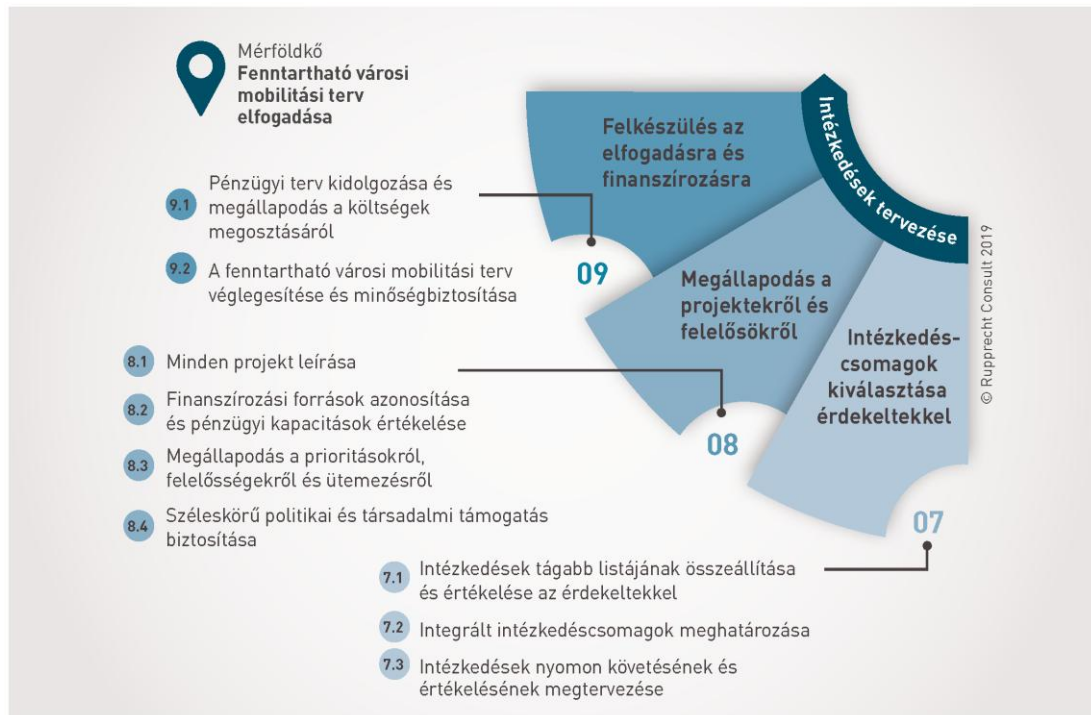 Mérföldkő
Fenntartható városi
mobilitási terv
elfogadása
Intézkedések tervezése
Felkészülés az
elfogadásra és
finanszírozásra
09
9.1 Pénzügyi terv kidolgozása és
megállapodás a költségek
megosztásáról
9.2 A fenntartható városi mobilitási terv
véglegesítése és minőségbiztosítása
Megállapodás a
projektekről és
felelősökről
08
8.1 Minden projekt leírása
8.2 Finanszírozási források azonosítása
és pénzügyi kapacitások értékelése
8.3 Megállapodás a prioritásokról,
felelősségekről és ütemezésről
8.4 Széleskörű politikai és társadalmi támogatás
biztosítása
Intézkedés-
csomagok
kiválasztása
érdekeltekkel
07
7.1 Intézkedések tágabb listájának összeállítása
és értékelése az érdekeltekkel
7.2 Integrált intézkedéscsomagok meghatározása
7.3 Intézkedések nyomon követésének és
értékelésének megtervezése
© Rupprecht Consult 2019